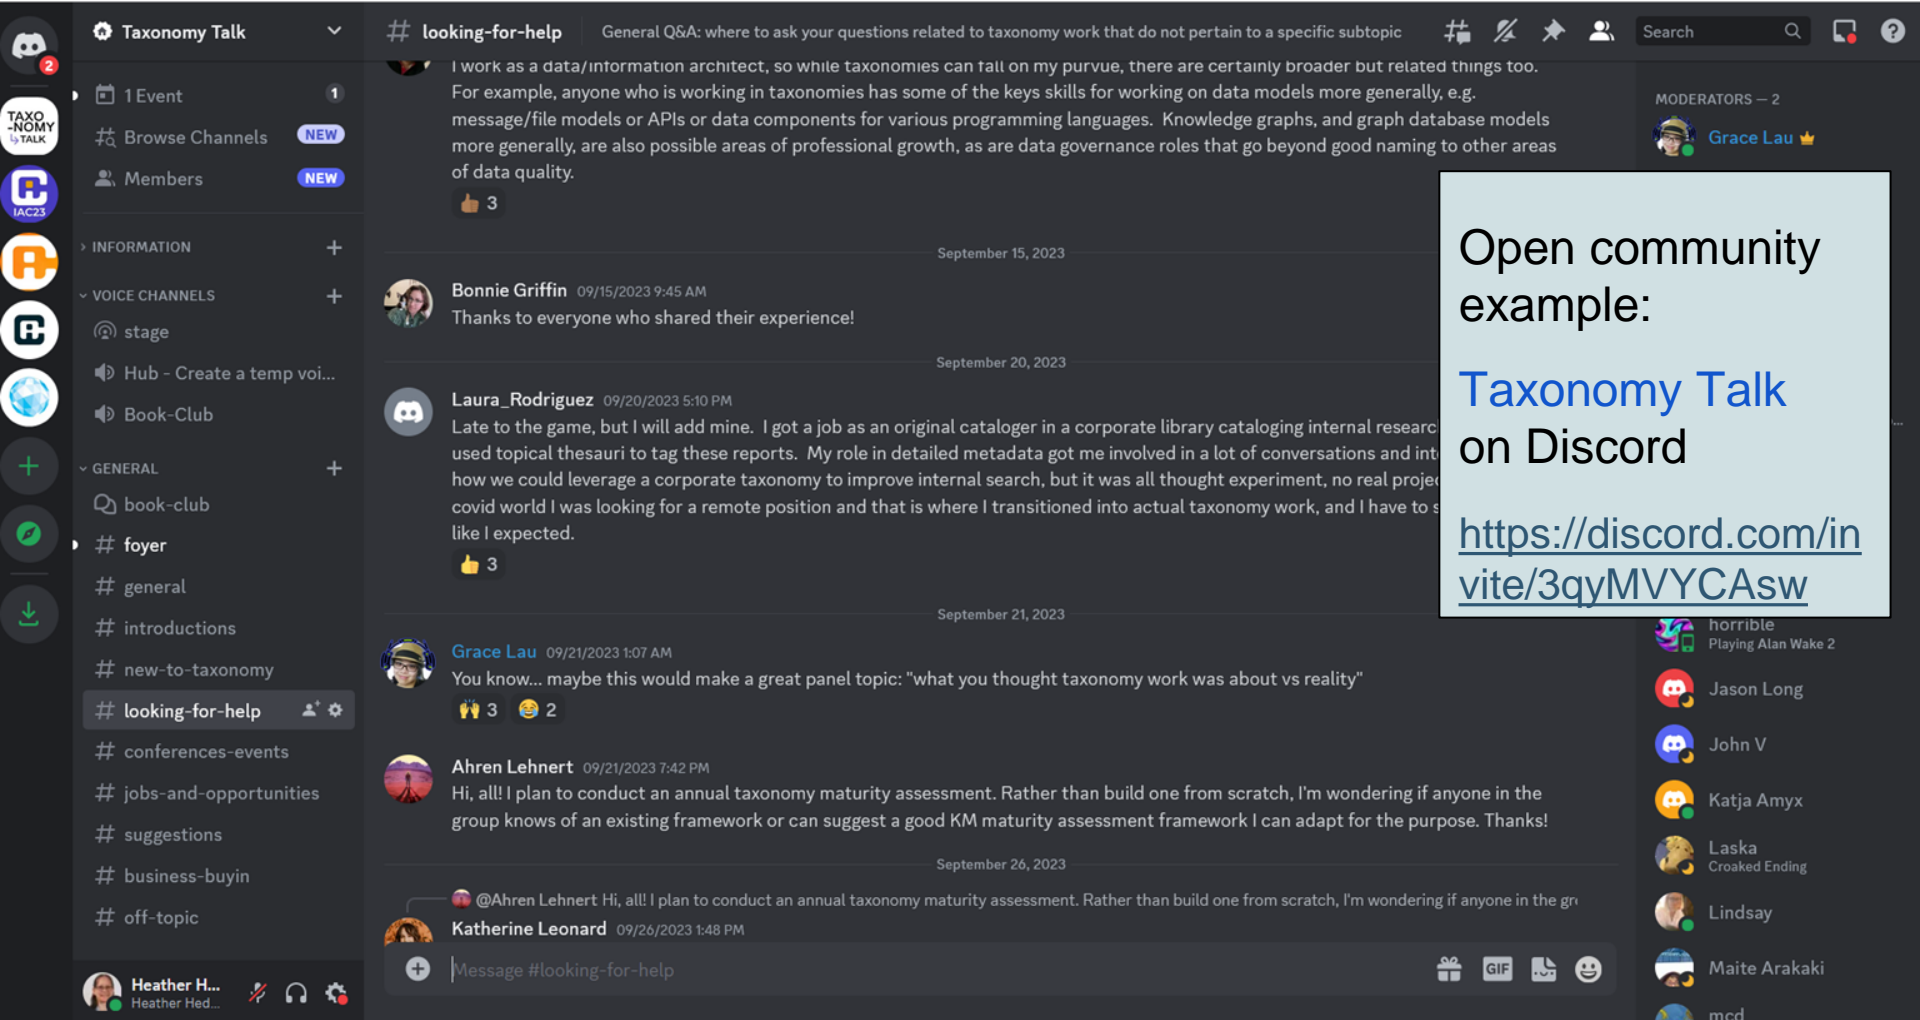 2
TAXO
-NOMY
TALK
IAC23
Taxonomy Talk
1 Event
1
Browse Channels
NEW
Members
NEW
INFORMATION
VOICE CHANNELS
stage
Hub - Create a temp voi...
Book-Club
GENERAL
book-club
# foyer
# general
# introductions
# new-to-taxonomy
# looking-for-help
# conferences-events
# jobs-and-opportunities
# suggestions
# business-buyin
# off-topic
Heather H...
Heather Hed...
# looking-for-help
General Q&A: where to ask your questions related to taxonomy work that do not pertain to a specific subtopic
Search
I work as a data/information architect, so while taxonomies can fall on my purvue, there are certainly broader but related things too.
For example, anyone who is working in taxonomies has some of the keys skills for working on data models more generally, e.g.
message/file models or APIs or data components for various programming languages.  Knowledge graphs, and graph database models
more generally, are also possible areas of professional growth, as are data governance roles that go beyond good naming to other areas
of data quality.
3
September 15, 2023
Bonnie Griffin 09/15/2023 9:45 AM
Thanks to everyone who shared their experience!
September 20, 2023
Laura_Rodriguez 09/20/2023 5:10 PM
Late to the game, but I will add mine.  I got a job as an original cataloger in a corporate library cataloging internal researc
used topical thesauri to tag these reports.  My role in detailed metadata got me involved in a lot of conversations and int
how we could leverage a corporate taxonomy to improve internal search, but it was all thought experiment, no real proje
covid world I was looking for a remote position and that is where I transitioned into actual taxonomy work, and I have to s
like I expected.
👍 3
September 21, 2023
Grace Lau 09/21/2023 1:07 AM
You know... maybe this would make a great panel topic: "what you thought taxonomy work was about vs reality"
🙌 3 😂 2
Ahren Lehnert 09/21/2023 7:42 PM
Hi, all! I plan to conduct an annual taxonomy maturity assessment. Rather than build one from scratch, I'm wondering if anyone in the
group knows of an existing framework or can suggest a good KM maturity assessment framework I can adapt for the purpose. Thanks!
September 26, 2023
@Ahren Lehnert Hi, all! I plan to conduct an annual taxonomy maturity assessment. Rather than build one from scratch, I'm wondering if anyone in the gr
Katherine Leonard 09/26/2023 1:48 PM
Message #looking-for-help
GIF
MODERATORS — 2
Grace Lau
Open community
example:
Taxonomy Talk
on Discord
https://discord.com/in
vite/3qyMVYCAsw
horrible
Playing Alan Wake 2
Jason Long
John V
Katja Amyx
Laska
Croaked Ending
Lindsay
Maite Arakaki
mcd